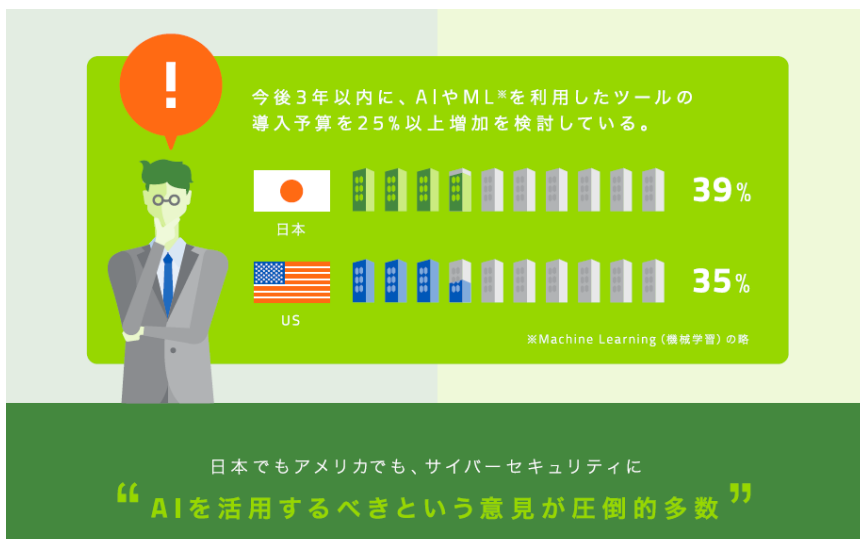 !
今後3年以内に、AIやML※を利用したツールの
導入予算を25%以上増加を検討している。
日本
39%
US
35%
※Machine Learning（機械学習）の略
日本でもアメリカでも、サイバーセキュリティに
“AIを活用するべきという意見が圧倒的多数”